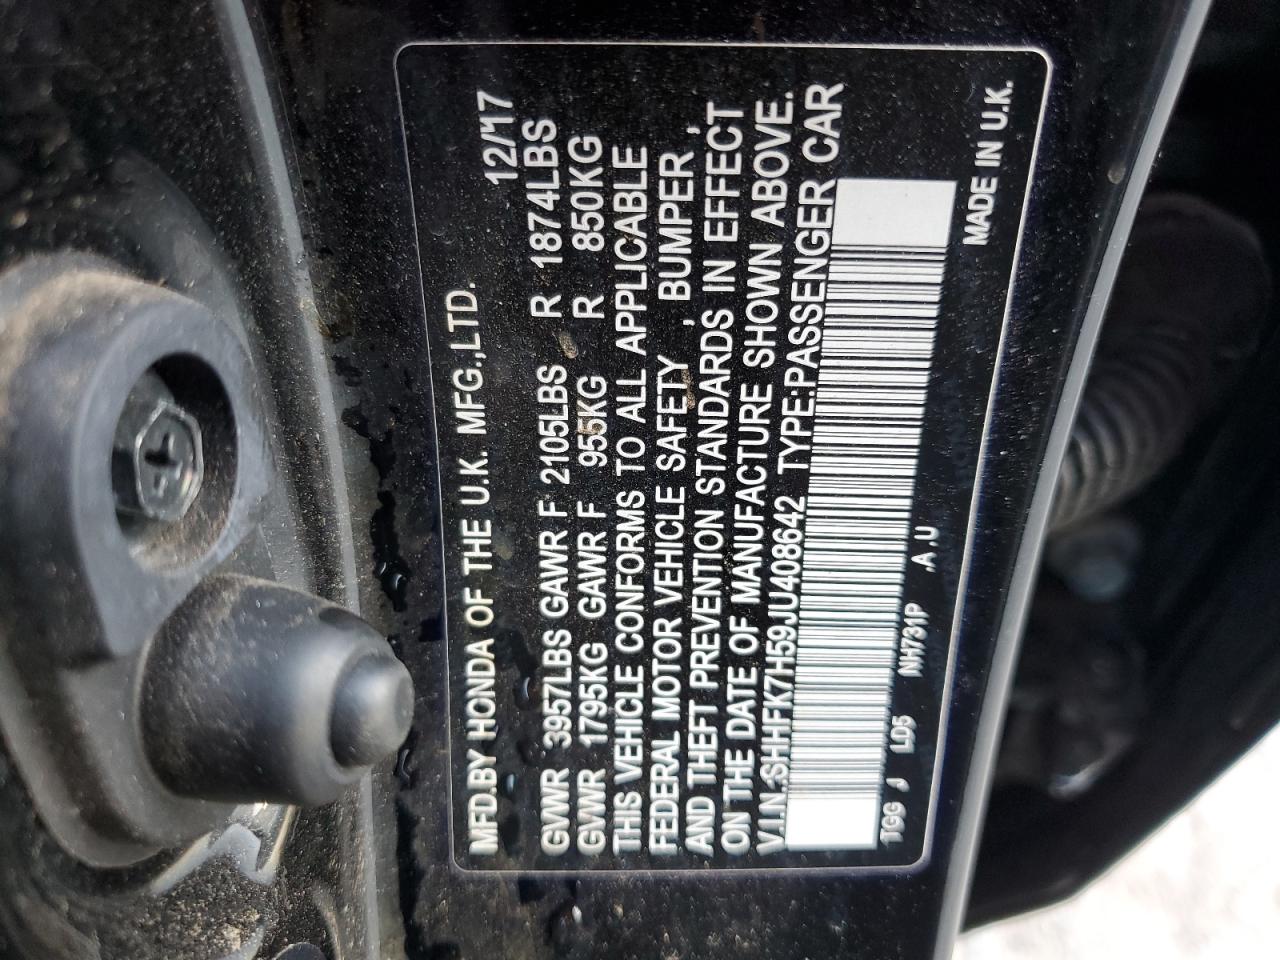 MFD.BY HONDA OF THE U.K. MFG.,LTD. 12/17
GVWR 3957LBS GAWR F 2105LBS R 1874LBS
GVWR 1795KG GAWR F 955KG R 850KG
THIS VEHICLE CONFORMS TO ALL APPLICABLE
FEDERAL MOTOR VEHICLE SAFETY, BUMPER,
AND THEFT PREVENTION STANDARDS IN EFFECT
ON THE DATE OF MANUFACTURE SHOWN ABOVE.
V.I.N.:SHHFK7H59JU408642 TYPE:PASSENGER CAR
TGG J LD5 NH731P .A.U MADE IN U.K.